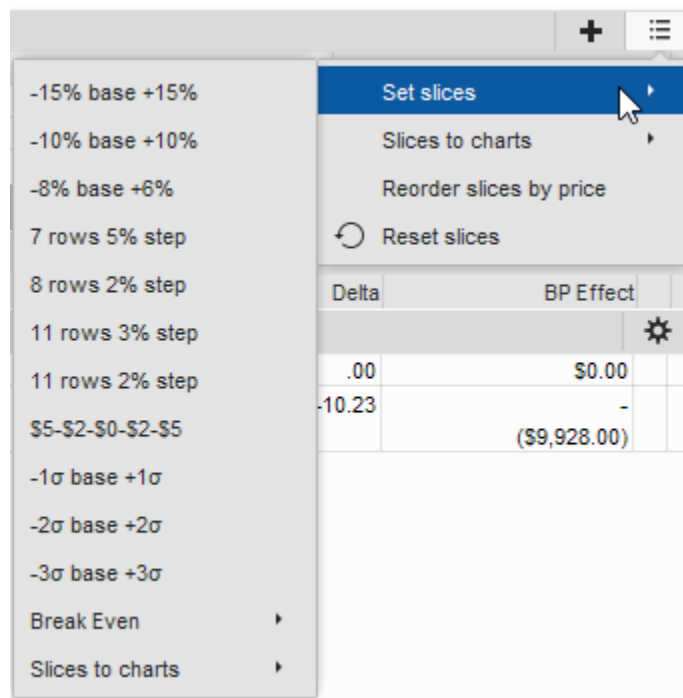 -15% base +15%
-10% base +10%
-8% base +6%
7 rows 5% step
8 rows 2% step
11 rows 3% step
11 rows 2% step
$5-$2-$0-$2-$5
-1σ base +1σ
-2σ base +2σ
-3σ base +3σ
Break Even
Slices to charts
Set slices
Slices to charts
Reorder slices by price
Reset slices
Delta BP Effect
.00 $0.00
-10.23 -
($9,928.00)